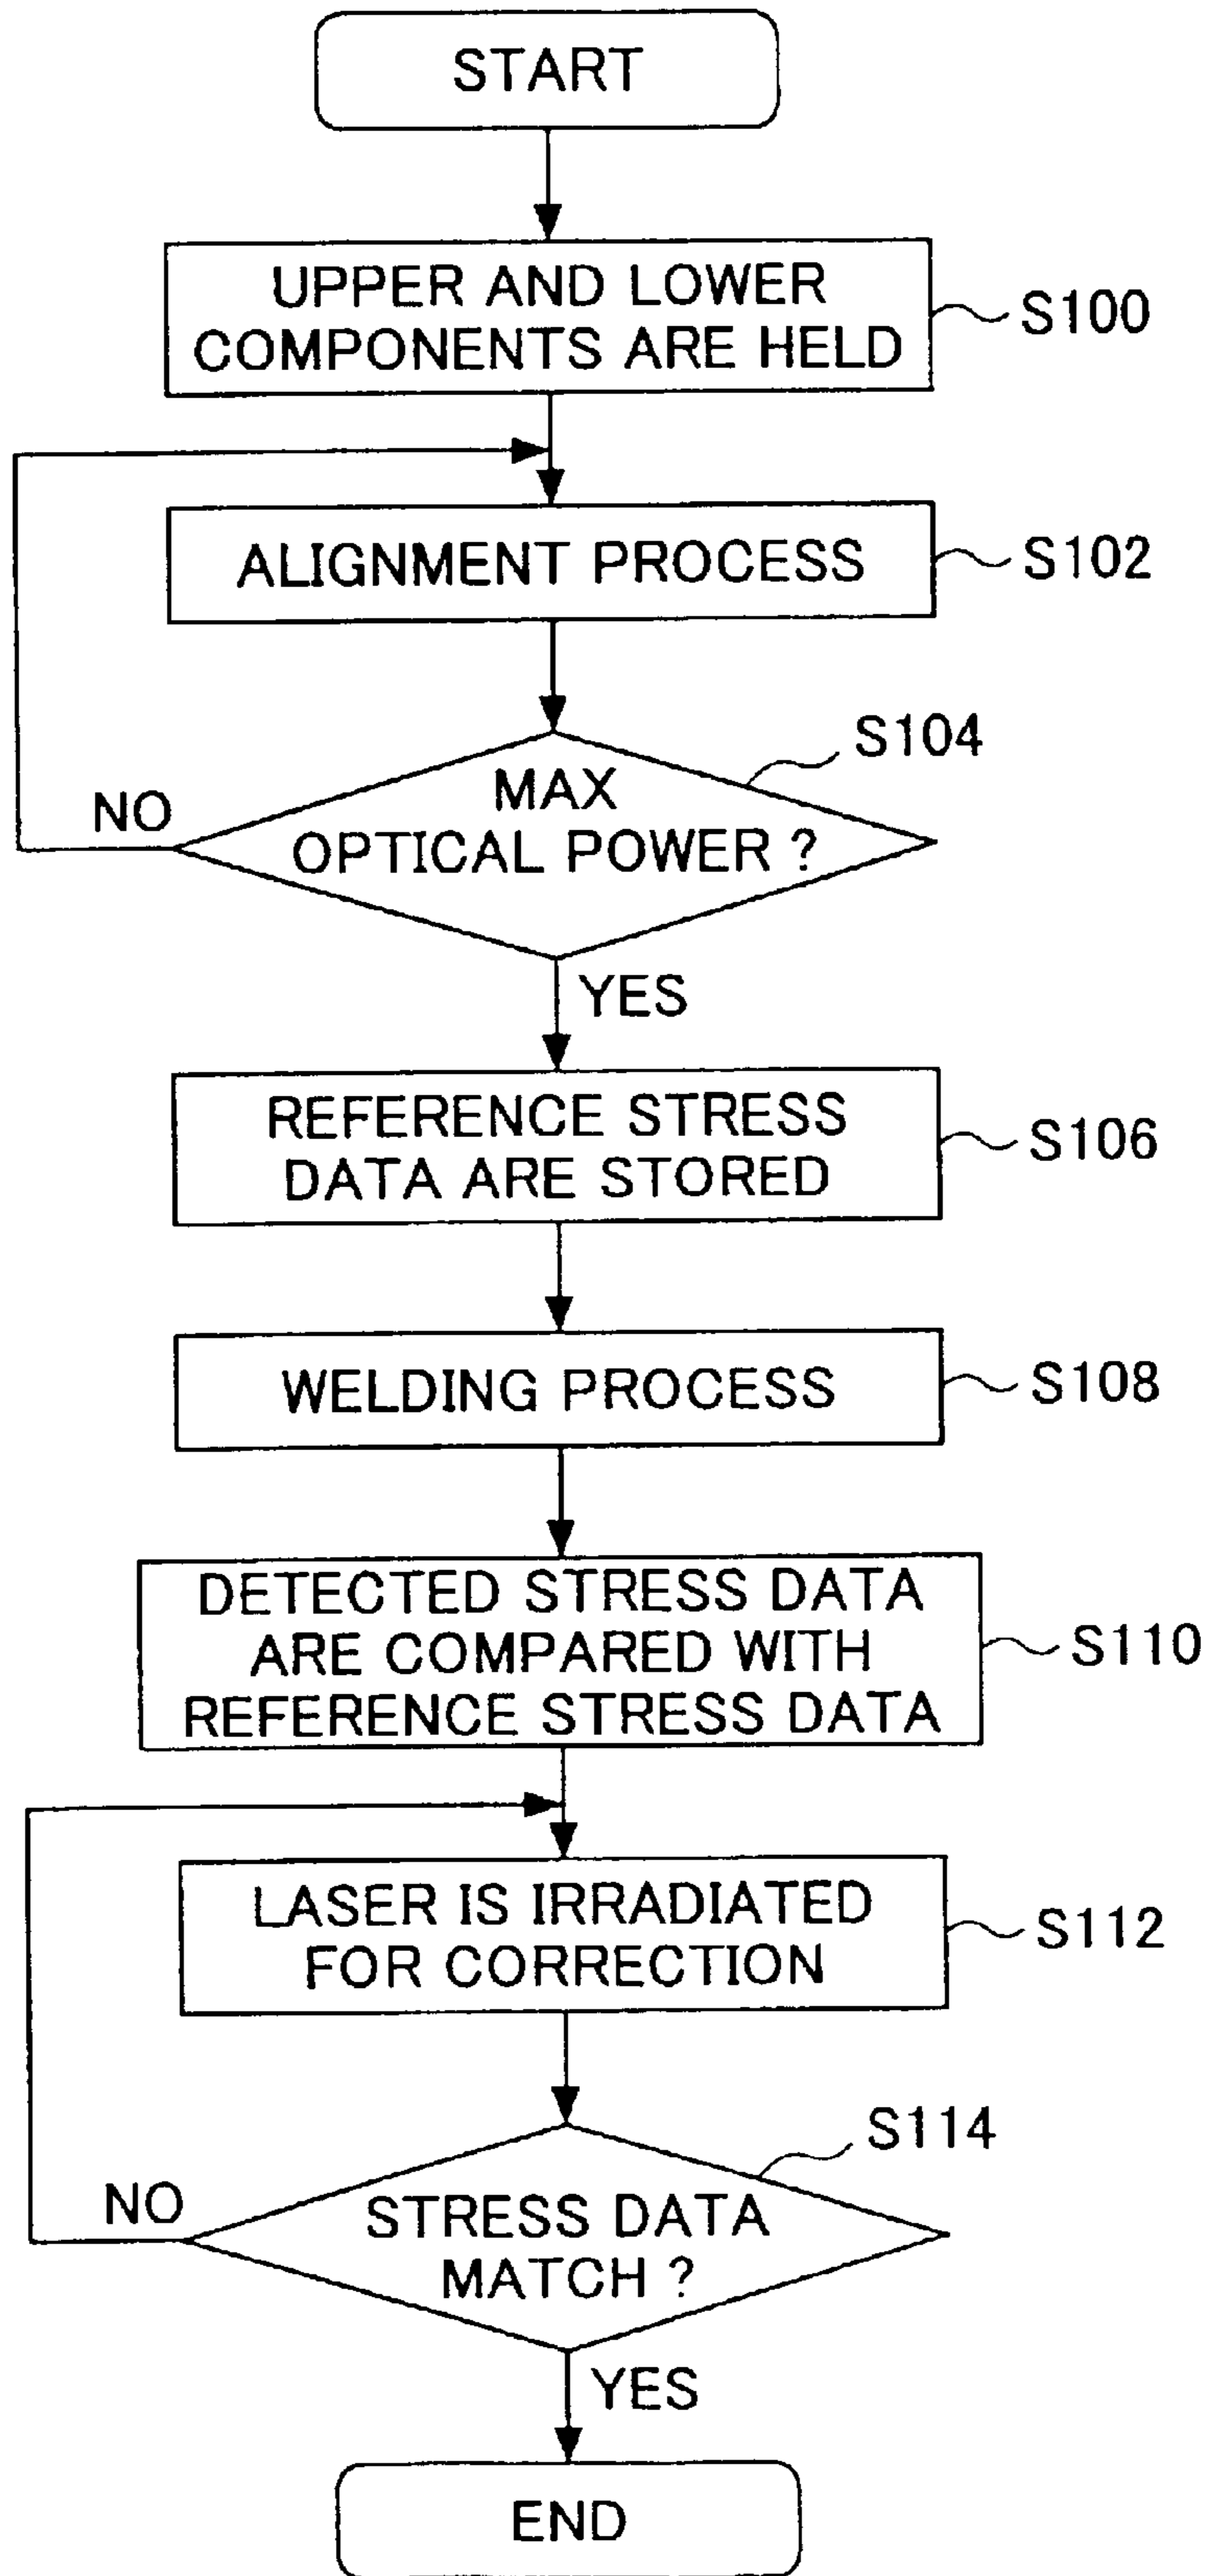 START
UPPER AND LOWER
COMPONENTS ARE HELD
S100
ALIGNMENT PROCESS
S102
S104
MAX
OPTICAL POWER ?
NO
YES
REFERENCE STRESS
DATA ARE STORED
S106
WELDING PROCESS
S108
DETECTED STRESS DATA
ARE COMPARED WITH
REFERENCE STRESS DATA
S110
LASER IS IRRADIATED
FOR CORRECTION
S112
S114
STRESS DATA
MATCH ?
NO
YES
END